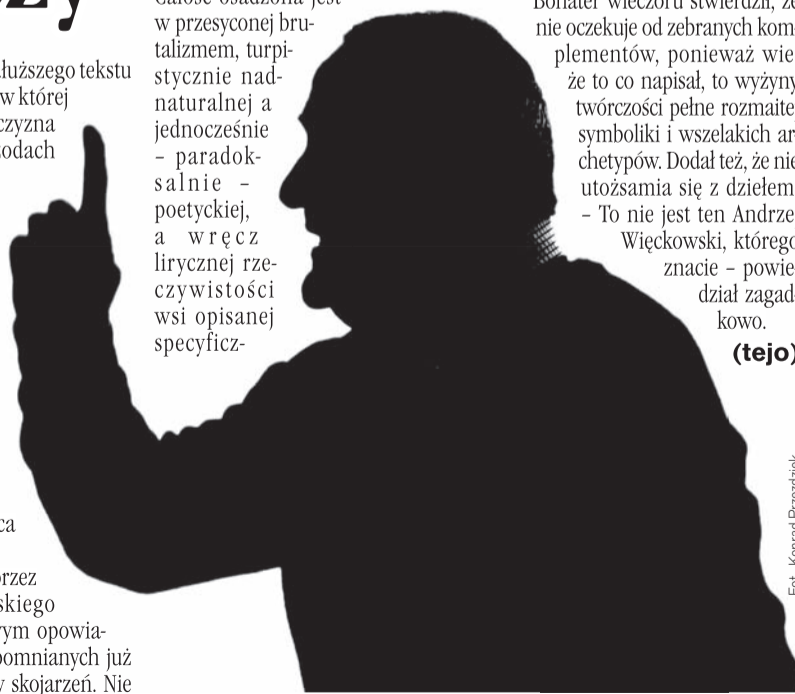 dłuższego tekstu
w której
czyzna
odach
ca
przez
skiego
ym opowia-
pomnianych już
skojarzeń. Nie
Całość osadzona jest
w przesyconej bru-
talizmem, turpi-
stycznie nad-
naturalnej a
jednocześnie
– paradok-
salnie –
poetyckiej,
a wręcz
lirycznej rze-
czywistości
wsi opisanej
specyficz-
Bohater wieczoru stwierdził, że
nie oczekuje od zebranych kom
plementów, ponieważ wie
że to co napisał, to wyżyny
twórczości pełne rozmaite
symboliki i wszelakich ar
chetypów. Dodał też, że nie
utożsamia się z dziełem
– To nie jest ten Andrze
Więckowski, którego
znacie – powie
dział zagad
kowo.
(tejo)
Fot. Konrad Przezdzięk